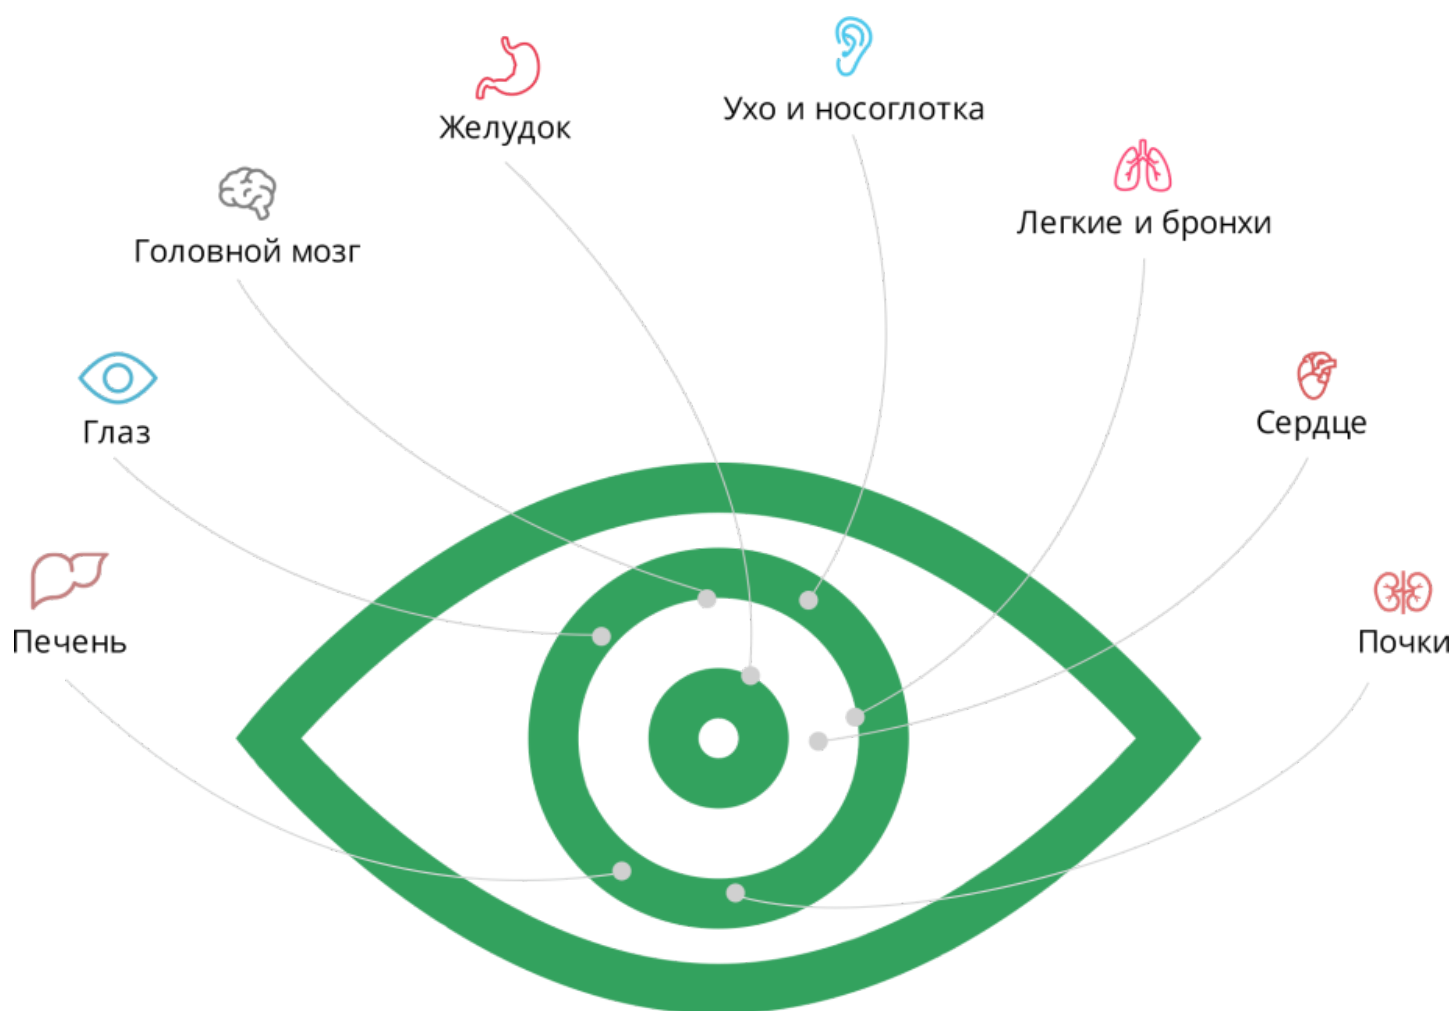 Желудок
Ухо и носоглотка
Легкие и бронхи
Головной мозг
Сердце
Глаз
Печень
Почки